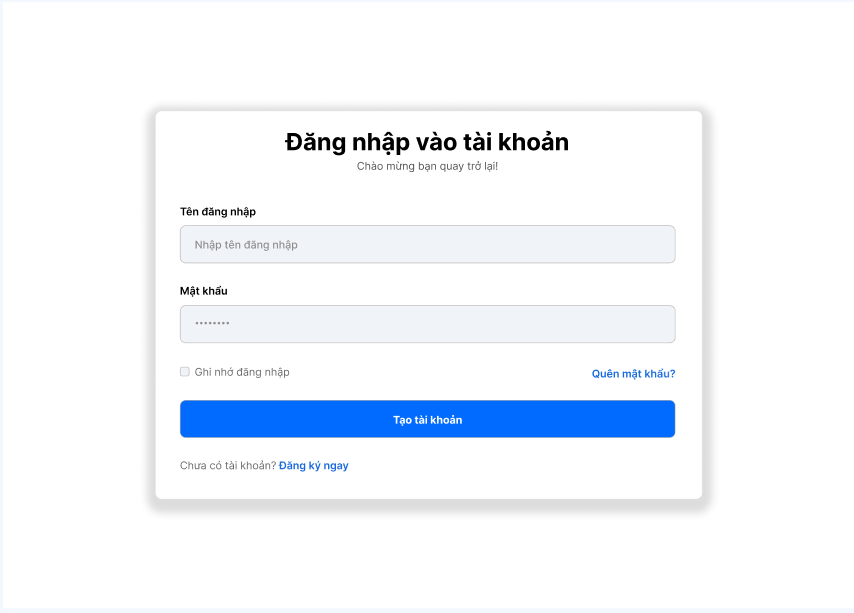 Đăng nhập vào tài khoản
Chào mừng bạn quay trở lại!
Tên đăng nhập
Nhập tên đăng nhập
Mật khẩu
••••••••
Ghi nhớ đăng nhập
Quên mật khẩu?
Tạo tài khoản
Chưa có tài khoản? Đăng ký ngay